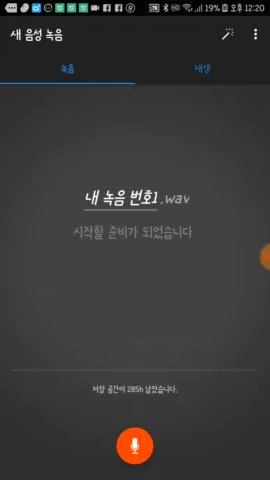 19% 오후 12:20
새 음성 녹음
녹음 재생
내 녹음 번호1.wav
시작할 준비가 되었습니다
저장 공간이 285h 남았습니다.